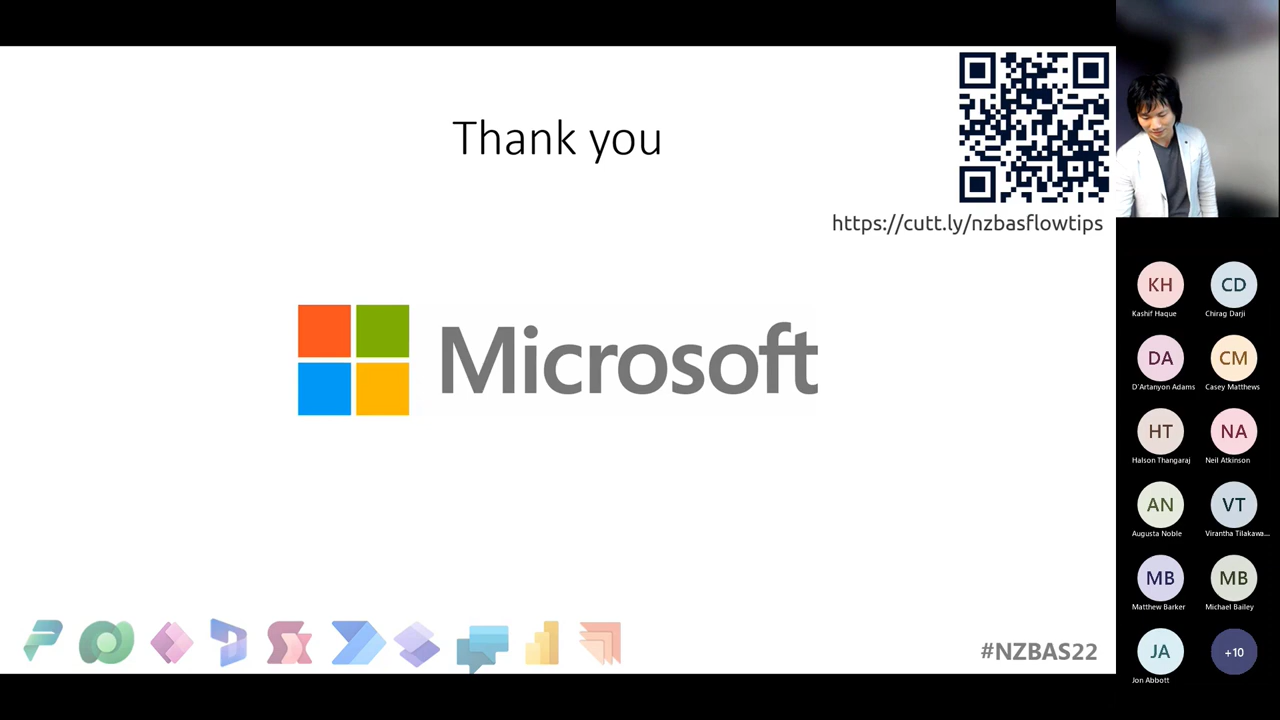 Thank you
https://cutt.ly/nzbasflowtips
Microsoft
#NZBAS22
KH
CD
Kashif Haque
Chirag Darji
DA
CM
D'Artanyon Adams
Casey Matthews
HT
NA
Halson Thangaraj
Neil Atkinson
AN
VT
Augusta Noble
Virantha Tilakawa...
MB
MB
Matthew Barker
Michael Bailey
JA
+10
Jon Abbott